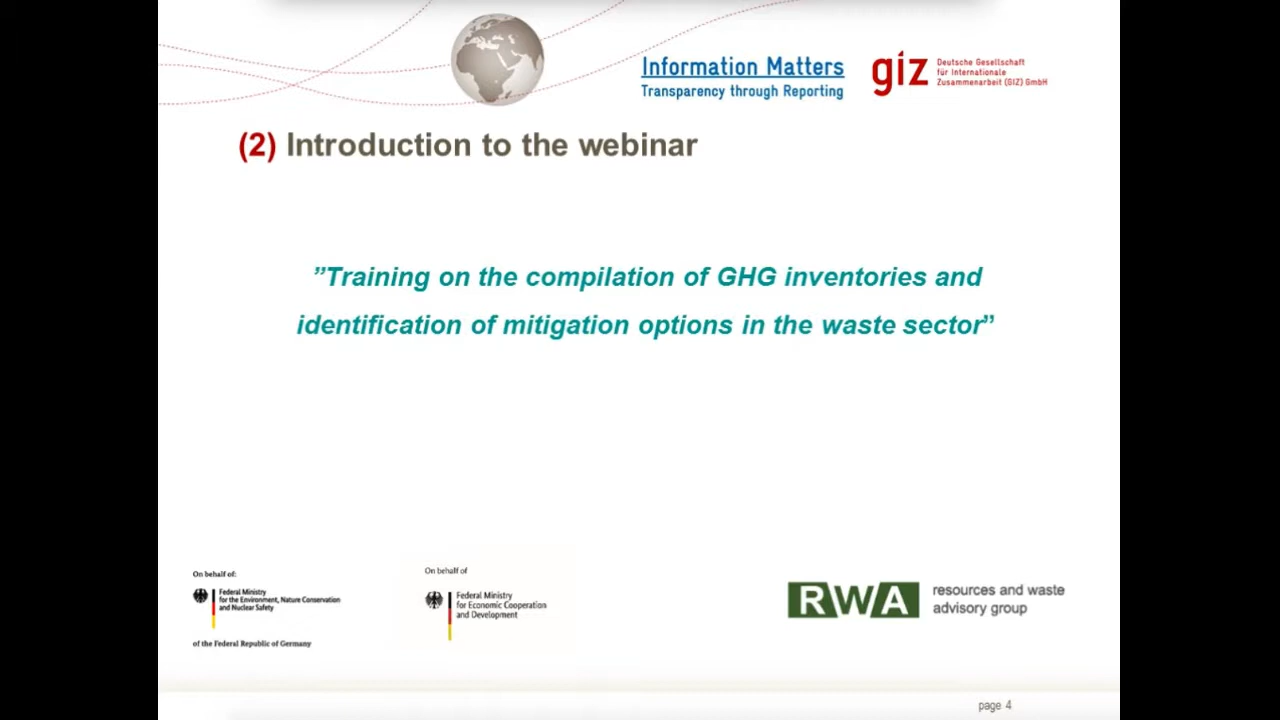 Information Matters
Transparency through Reporting
giz
Deutsche Gesellschaft
für Internationale
Zusammenarbeit (GIZ) GmbH
(2) Introduction to the webinar
”Training on the compilation of GHG inventories and
identification of mitigation options in the waste sector”
On behalf of:
Federal Ministry
for the Environment, Nature Conservation
and Nuclear Safety
of the Federal Republic of Germany
On behalf of
Federal Ministry
for Economic Cooperation
and Development
RWA
resources and waste
advisory group
page 4